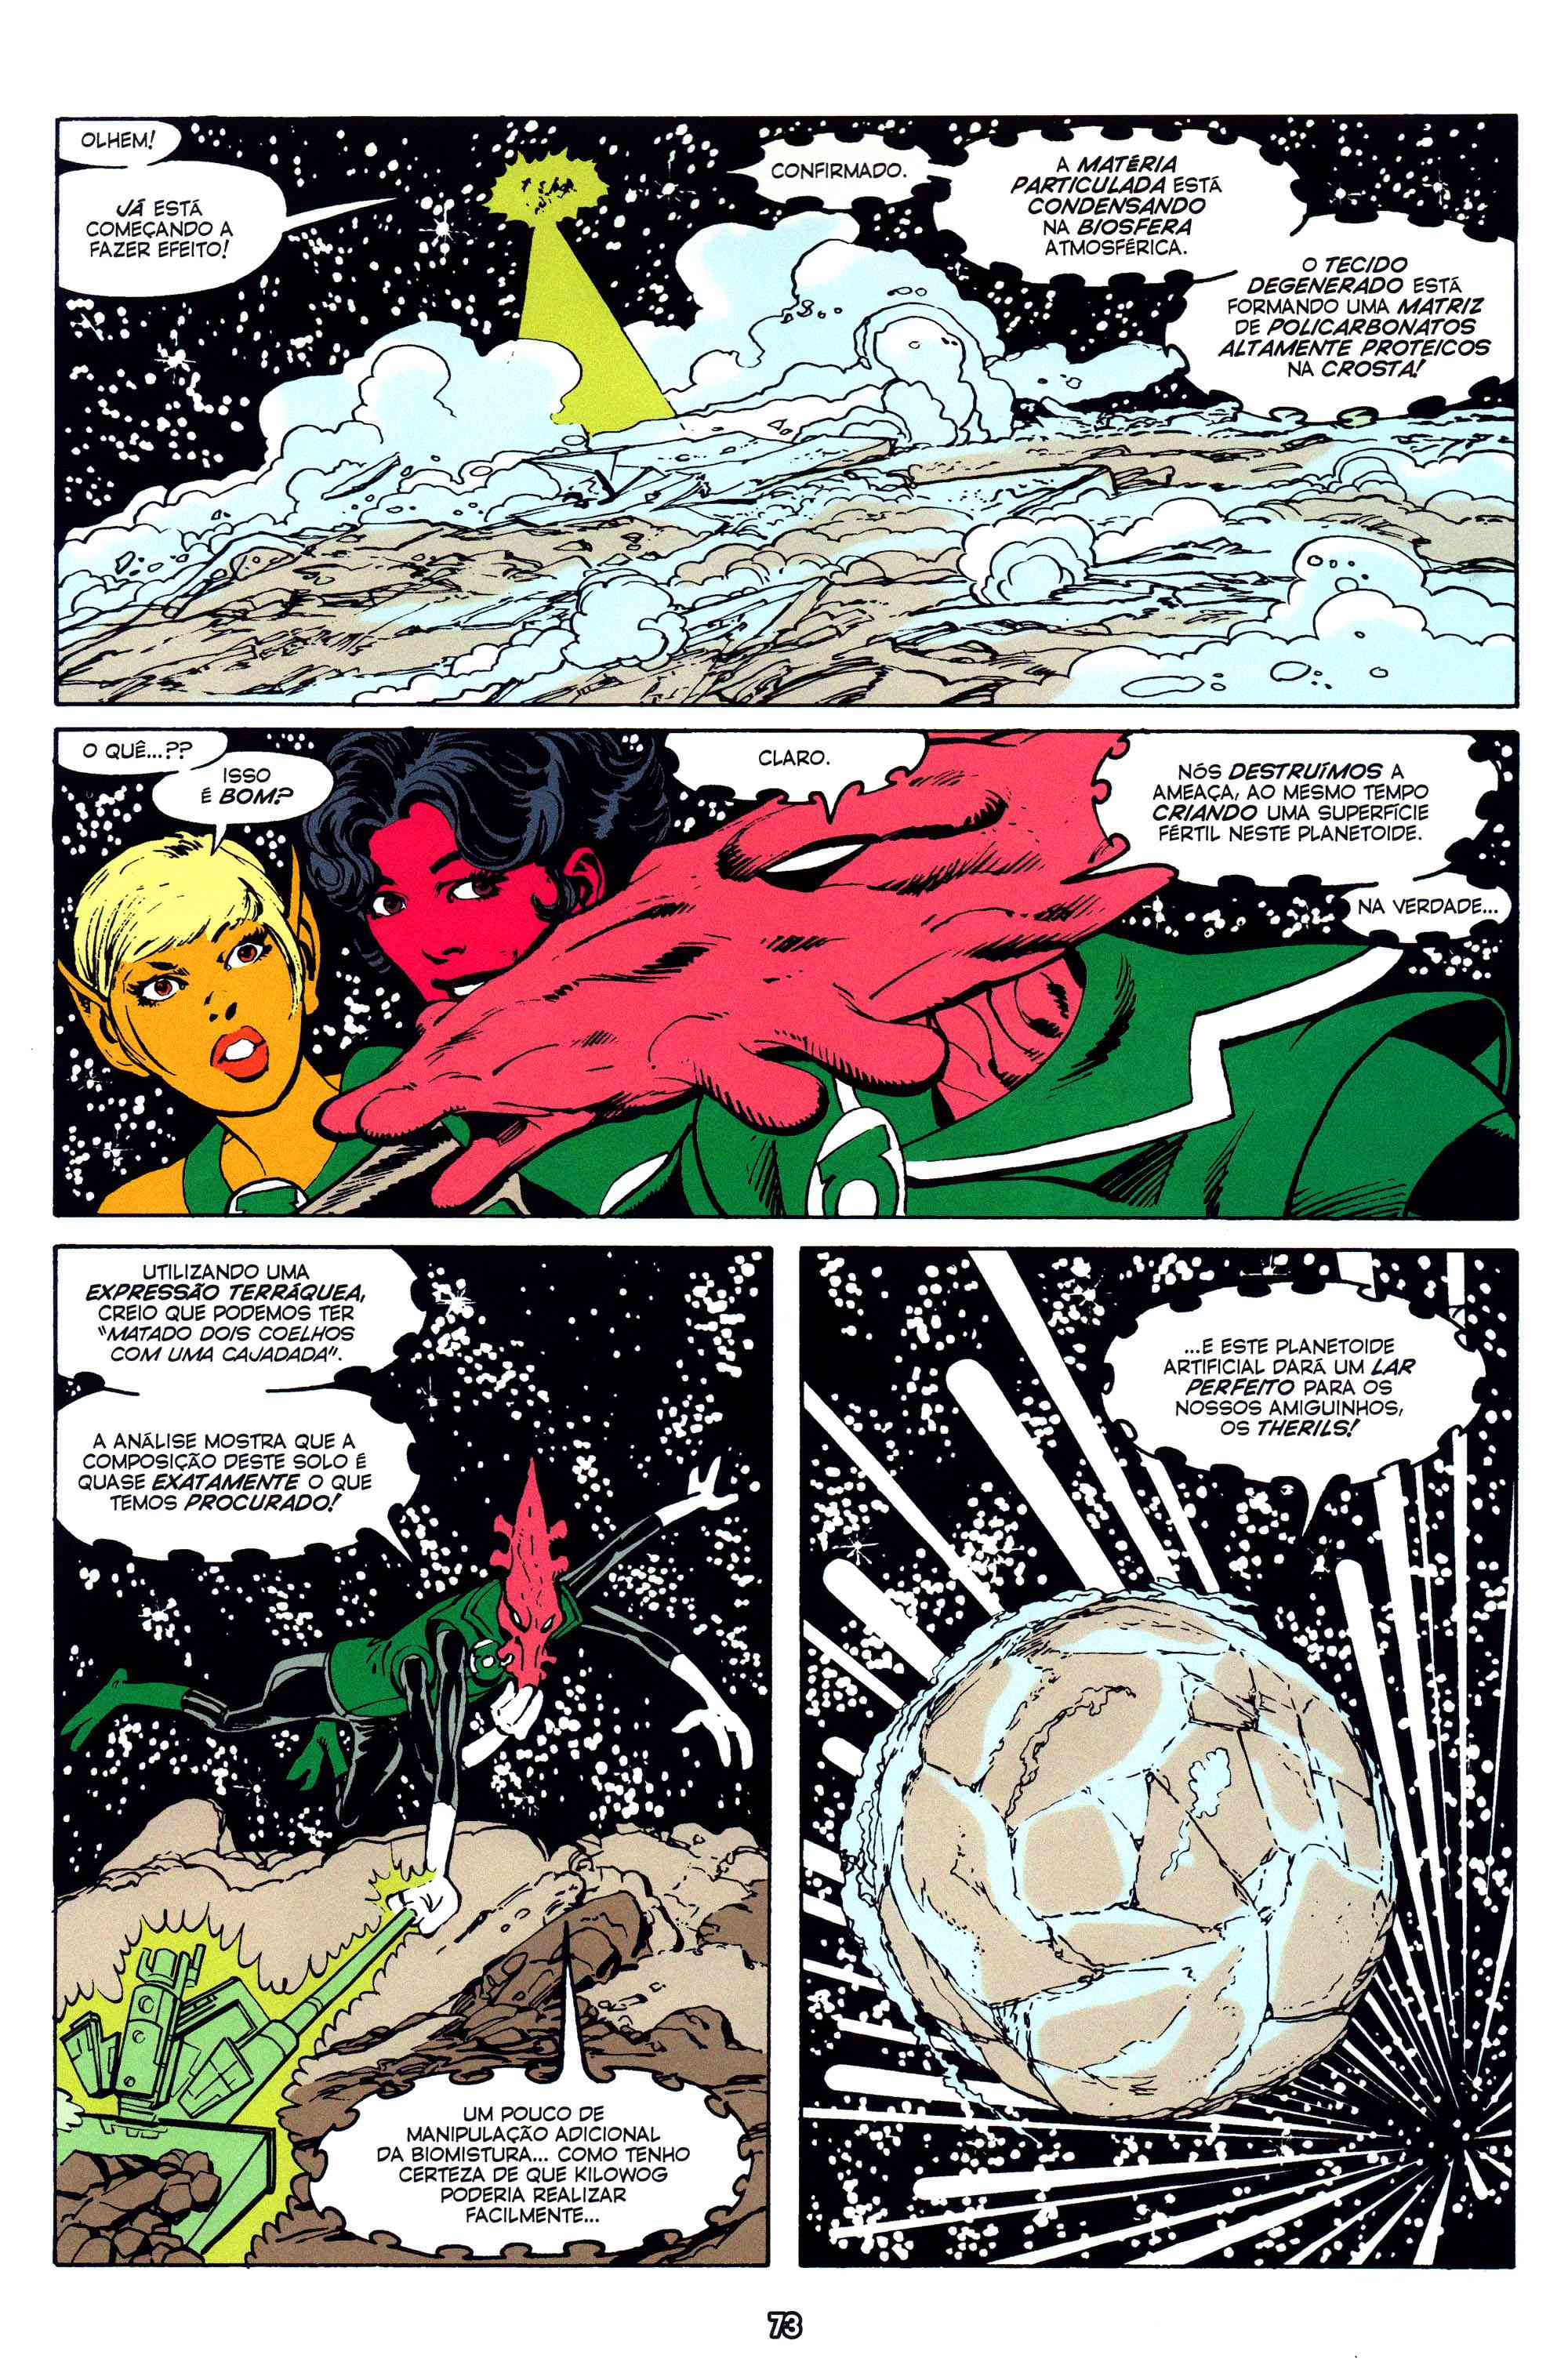 OLHEM!
JÁ ESTÁ
COMEÇANDO A
FAZER EFEITO!
CONFIRMADO.
A MATÉRIA
PARTICULADA ESTÁ
CONDENSANDO
NA BIOSFERA
ATMOSFÉRICA.
O TECIDO
DEGENERADO ESTÁ
FORMANDO UMA MATRIZ
DE POLICARBONATOS
ALTAMENTE PROTEICOS
NA CROSTA!
O QUÊ...??
ISSO
É BOM?
CLARO.
NÓS DESTRUÍMOS A
AMEAÇA, AO MESMO TEMPO
CRIANDO UMA SUPERFÍCIE
FÉRTIL NESTE PLANETOIDE.
NA VERDADE...
UTILIZANDO UMA
EXPRESSÃO TERRÁQUEA,
CREIO QUE PODEMOS TER
"MATADO DOIS COELHOS
COM UMA CAJADADA".
A ANÁLISE MOSTRA QUE A
COMPOSIÇÃO DESTE SOLO É
QUASE EXATAMENTE O QUE
TEMOS PROCURADO!
UM POUCO DE
MANIPULAÇÃO ADICIONAL
DA BIOMISTURA... COMO TENHO
CERTEZA DE QUE KILOWOG
PODERIA REALIZAR
FACILMENTE...
...E ESTE PLANETOIDE
ARTIFICIAL DARÁ UM LAR
PERFEITO PARA OS
NOSSOS AMIGUINHOS,
OS THERILS!
73